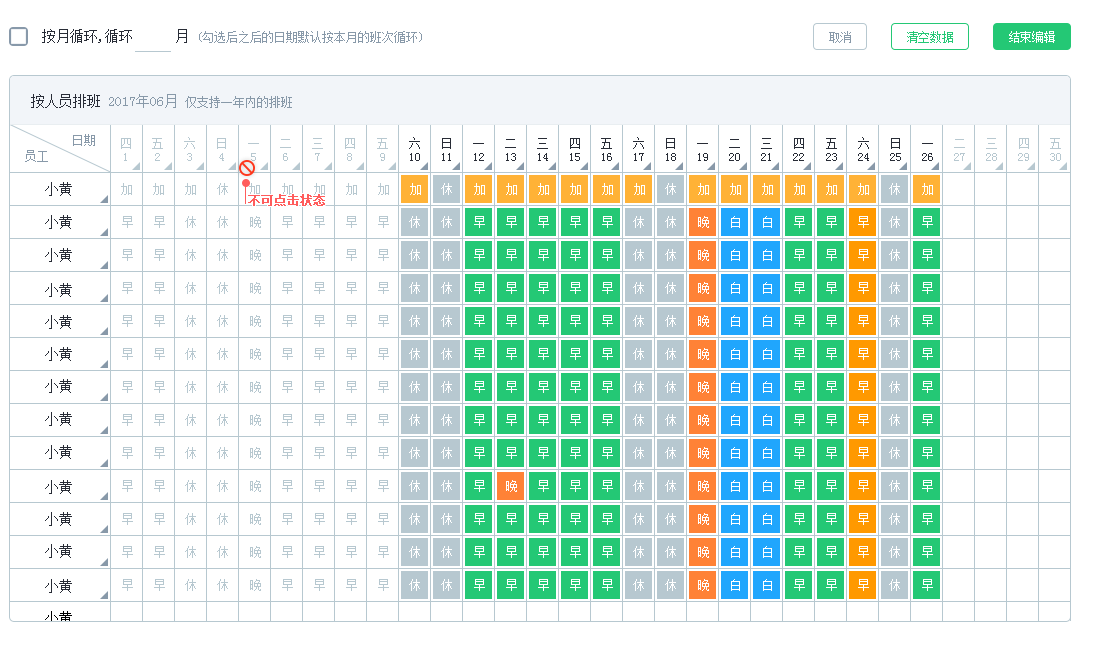 按月循环,循环 月 (勾选后之后的日期默认按本月的班次循环) 取消 清空数据 结束编辑
按人员排班 2017年06月 仅支持一年内的排班
日期 四 五 六 日 一 二 三 四 五 六 日 一 二 三 四 五 六 日 一 二 三 四 五 六 日 一 二 三 四 五
员工 1 2 3 4 5 6 7 8 9 10 11 12 13 14 15 16 17 18 19 20 21 22 23 24 25 26 27 28 29 30
小黄 加 加 加 休 加 加 加 加 加 加 休 加 加 加 加 加 加 休 加 加 加 加 加 加 休 加
不可点击状态
小黄 早 早 休 休 晚 早 早 早 早 休 休 早 早 早 早 早 休 休 晚 白 白 早 早 早 休 早
小黄 早 早 休 休 晚 早 早 早 早 休 休 早 早 早 早 早 休 休 晚 白 白 早 早 早 休 早
小黄 早 早 休 休 晚 早 早 早 早 休 休 早 早 早 早 早 休 休 晚 白 白 早 早 早 休 早
小黄 早 早 休 休 晚 早 早 早 早 休 休 早 早 早 早 早 休 休 晚 白 白 早 早 早 休 早
小黄 早 早 休 休 晚 早 早 早 早 休 休 早 早 早 早 早 休 休 晚 白 白 早 早 早 休 早
小黄 早 早 休 休 晚 早 早 早 早 休 休 早 早 早 早 早 休 休 晚 白 白 早 早 早 休 早
小黄 早 早 休 休 晚 早 早 早 早 休 休 早 早 早 早 早 休 休 晚 白 白 早 早 早 休 早
小黄 早 早 休 休 晚 早 早 早 早 休 休 早 早 早 早 早 休 休 晚 白 白 早 早 早 休 早
小黄 早 早 休 休 晚 早 早 早 早 休 休 早 晚 早 早 早 休 休 晚 白 白 早 早 早 休 早
小黄 早 早 休 休 晚 早 早 早 早 休 休 早 早 早 早 早 休 休 晚 白 白 早 早 早 休 早
小黄 早 早 休 休 晚 早 早 早 早 休 休 早 早 早 早 早 休 休 晚 白 白 早 早 早 休 早
小黄 早 早 休 休 晚 早 早 早 早 休 休 早 早 早 早 早 休 休 晚 白 白 早 早 早 休 早
小黄